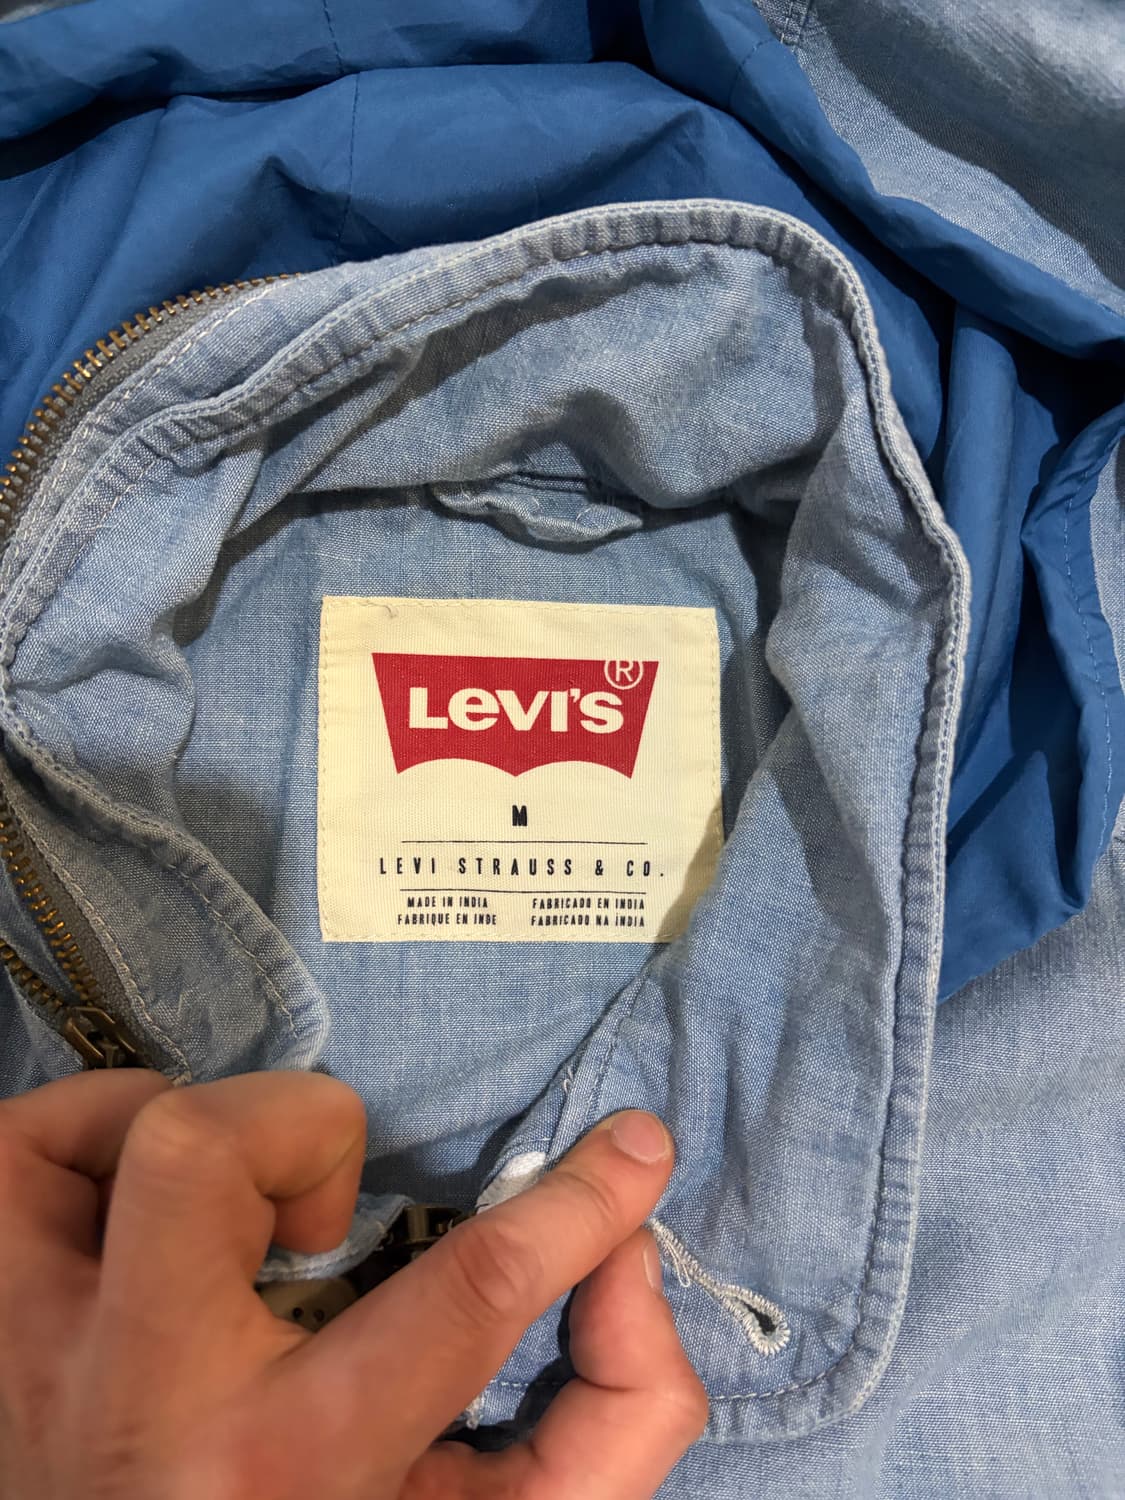 LEVI'S®
M
LEVI STRAUSS & CO.
MADE IN INDIA FABRICADO EN INDIA
FABRIQUE EN INDE FABRICADO NA ÍNDIA